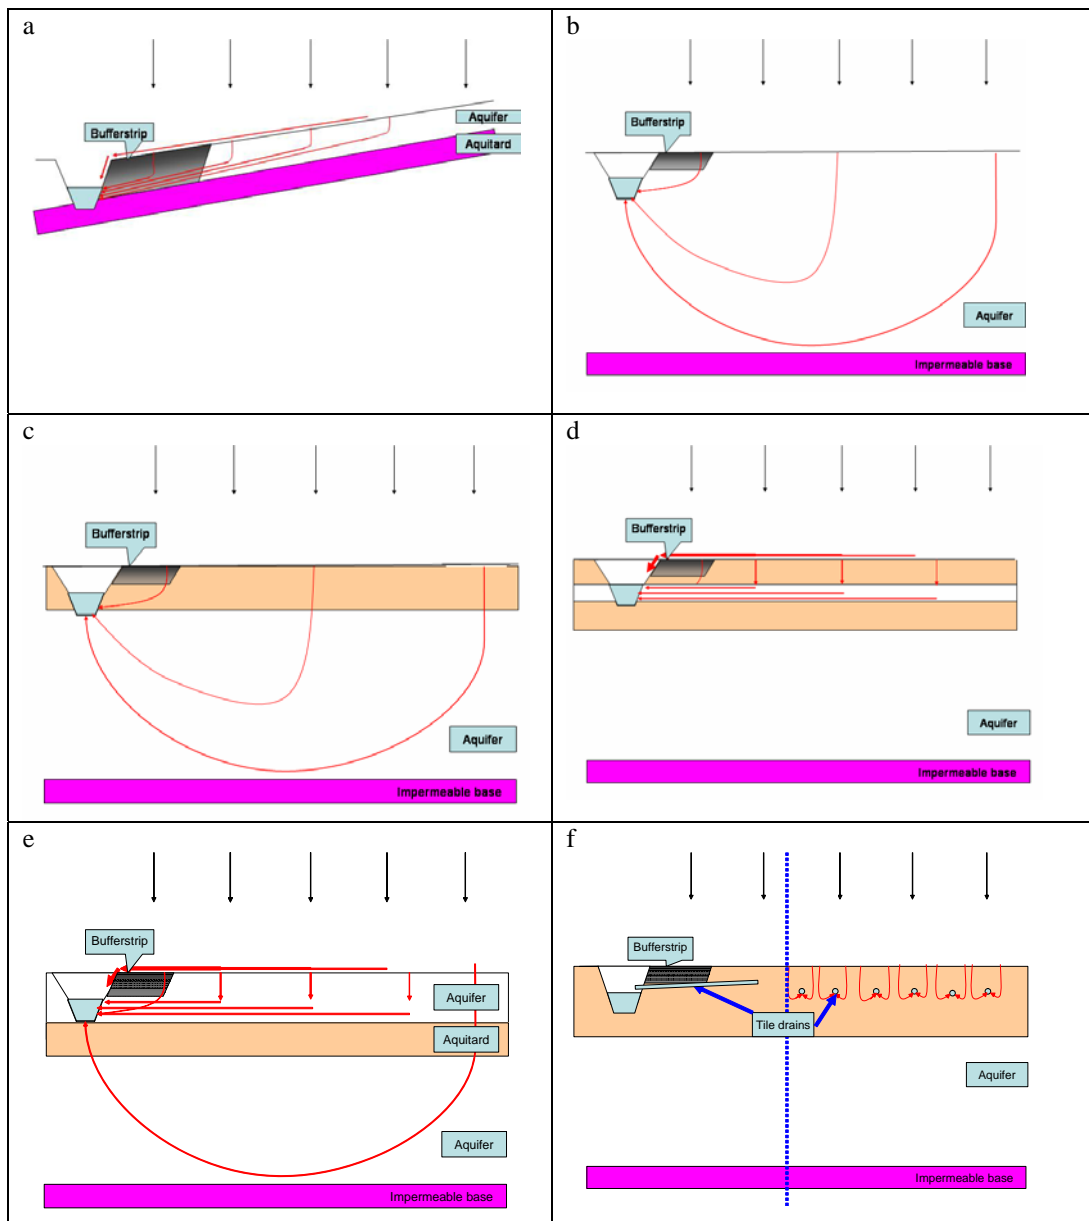 a
Aquifer
Bufferstrip
Aquitard
b
Bufferstrip
Aquifer
Impermeable base
c
Bufferstrip
Aquifer
Impermeable base
d
Bufferstrip
Aquifer
Impermeable base
e
Bufferstrip
Aquifer
Aquitard
Aquifer
Impermeable base
f
Bufferstrip
Tile drains
Aquifer
Impermeable base